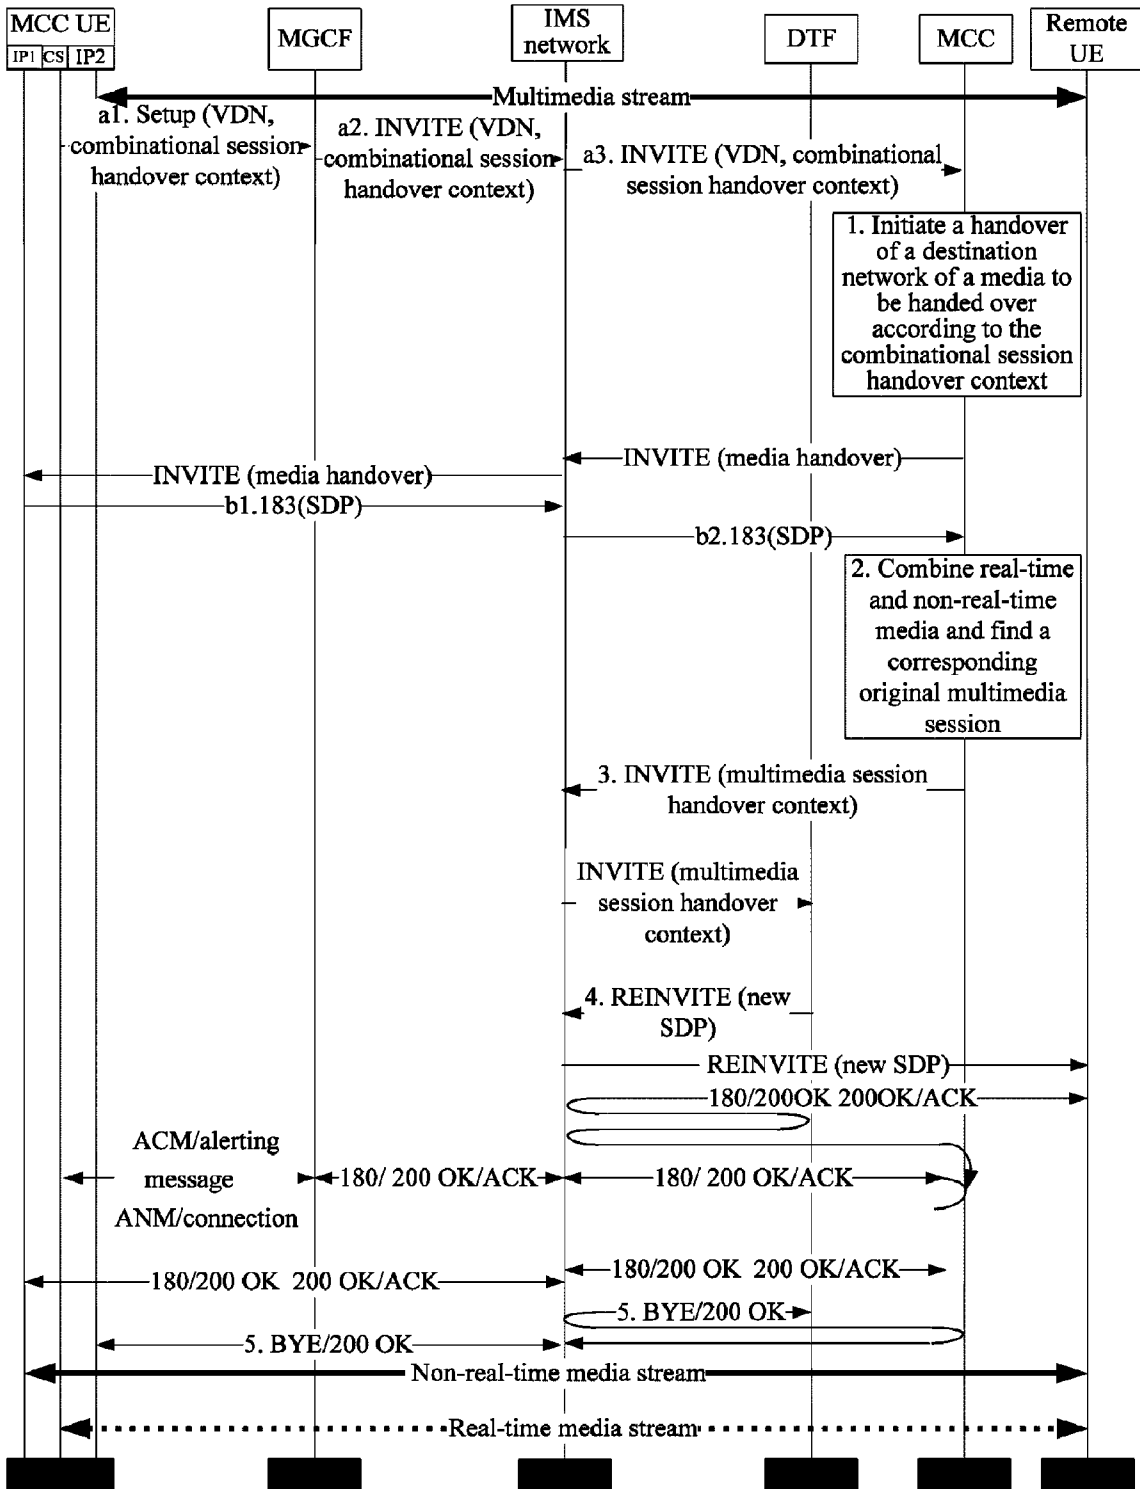 MCC UE
IP1 CS IP2
MGCF
IMS
network
DTF
MCC
Remote
UE
Multimedia stream
a1. Setup (VDN,
combinational session
handover context)
a2. INVITE (VDN,
combinational session
handover context)
a3. INVITE (VDN, combinational
session handover context)
1. Initiate a handover
of a destination
network of a media to
be handed over
according to the
combinational session
handover context
INVITE (media handover)
INVITE (media handover)
b1.183(SDP)
b2.183(SDP)
2. Combine real-time
and non-real-time
media and find a
corresponding
original multimedia
session
3. INVITE (multimedia session
handover context)
INVITE (multimedia
session handover
context)
4. REINVITE (new
SDP)
REINVITE (new SDP)
180/200OK 200OK/ACK
ACM/alerting
message
ANM/connection
180/ 200 OK/ACK
180/ 200 OK/ACK
180/200 OK 200 OK/ACK
180/200 OK 200 OK/ACK
5. BYE/200 OK
5. BYE/200 OK
Non-real-time media stream
Real-time media stream